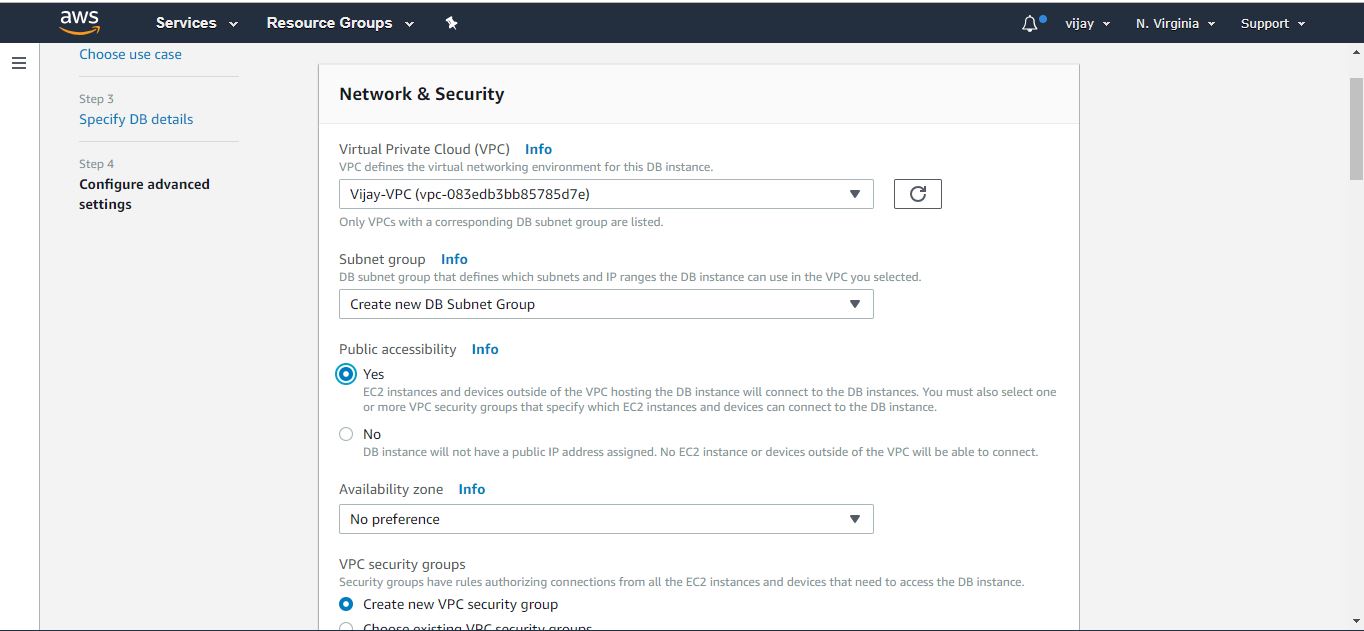 aws Services Resource Groups vijay N. Virginia Support
Choose use case
Step 3
Specify DB details
Step 4
Configure advanced
settings
Network & Security
Virtual Private Cloud (VPC) Info
VPC defines the virtual networking environment for this DB instance.
Vijay-VPC (vpc-083edb3bb85785d7e)
Only VPCs with a corresponding DB subnet group are listed.
Subnet group Info
DB subnet group that defines which subnets and IP ranges the DB instance can use in the VPC you selected.
Create new DB Subnet Group
Public accessibility Info
Yes
EC2 instances and devices outside of the VPC hosting the DB instance will connect to the DB instances. You must also select one
or more VPC security groups that specify which EC2 instances and devices can connect to the DB instance.
No
DB instance will not have a public IP address assigned. No EC2 instance or devices outside of the VPC will be able to connect.
Availability zone Info
No preference
VPC security groups
Security groups have rules authorizing connections from all the EC2 instances and devices that need to access the DB instance.
Create new VPC security group
Choose existing VPC security groups